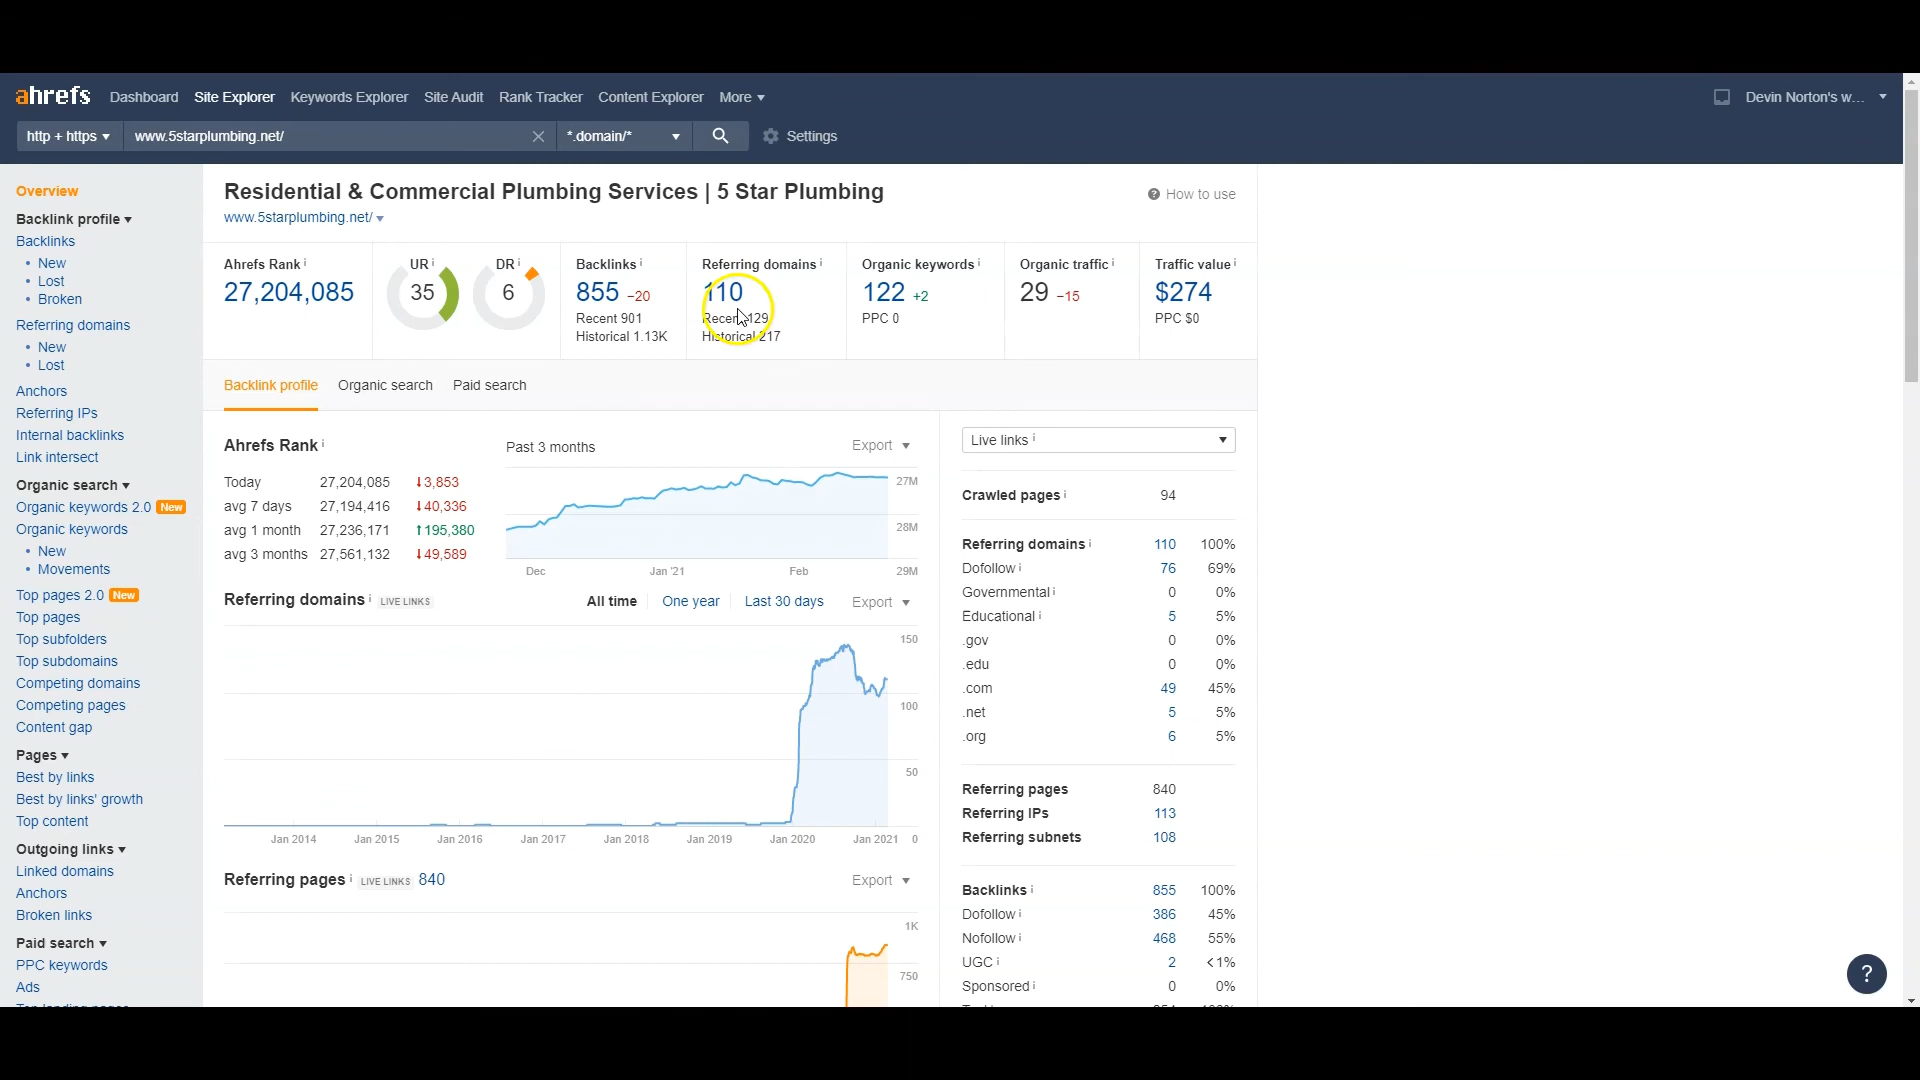 ahrefs Dashboard Site Explorer Keywords Explorer Site Audit Rank Tracker Content Explorer More Devin Norton's w...
http + https www.5starplumbing.net/ *.domain/* Settings
Overview
Backlink profile
Backlinks
• New
• Lost
• Broken
Referring domains
• New
• Lost
Anchors
Referring IPs
Internal backlinks
Link intersect
Organic search
Organic keywords 2.0 New
Organic keywords
• New
• Movements
Top pages 2.0 New
Top pages
Top subfolders
Top subdomains
Competing domains
Competing pages
Content gap
Pages
Best by links
Best by links' growth
Top content
Outgoing links
Linked domains
Anchors
Broken links
Paid search
PPC keywords
Ads
Residential & Commercial Plumbing Services | 5 Star Plumbing
www.5starplumbing.net/
? How to use
Ahrefs Rank i
27,204,085
UR i
35
DR i
6
Backlinks i
855 −20
Recent 901
Historical 1.13K
Referring domains i
110
Recent 129
Historical 217
Organic keywords i
122 +2
PPC 0
Organic traffic i
29 −15
Traffic value i
$274
PPC $0
Backlink profile Organic search Paid search
Ahrefs Rank i
Today 27,204,085 ↓3,853
avg 7 days 27,194,416 ↓40,336
avg 1 month 27,236,171 ↑195,380
avg 3 months 27,561,132 ↓49,589
Past 3 months Export
27M
28M
29M
Dec Jan '21 Feb
Referring domains i LIVE LINKS All time One year Last 30 days Export
150
100
50
0
Jan 2014 Jan 2015 Jan 2016 Jan 2017 Jan 2018 Jan 2019 Jan 2020 Jan 2021
Referring pages i LIVE LINKS 840 Export
1K
750
Live links i
Crawled pages i 94
Referring domains i 110 100%
Dofollow i 76 69%
Governmental i 0 0%
Educational i 5 5%
.gov 0 0%
.edu 0 0%
.com 49 45%
.net 5 5%
.org 6 5%
Referring pages 840
Referring IPs 113
Referring subnets 108
Backlinks i 855 100%
Dofollow i 386 45%
Nofollow i 468 55%
UGC i 2 <1%
Sponsored i 0 0%
?